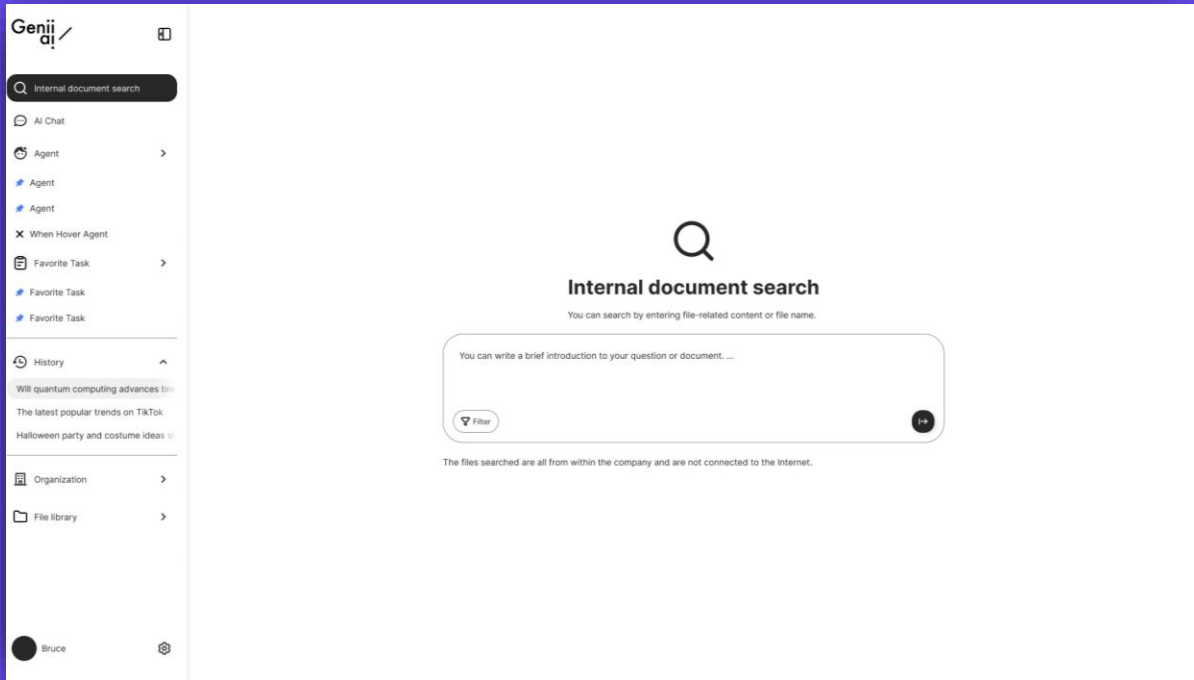 Genii
ai
Internal document search
AI Chat
Agent
Agent
Agent
When Hover Agent
Favorite Task
Favorite Task
Favorite Task
History
Will quantum computing advances
The latest popular trends on TikTok
Halloween party and costume ideas
Organization
File library
Bruce
Internal document search
You can search by entering file-related content or file name.
You can write a brief introduction to your question or document. ...
Filter
The files searched are all from within the company and are not connected to the Internet.